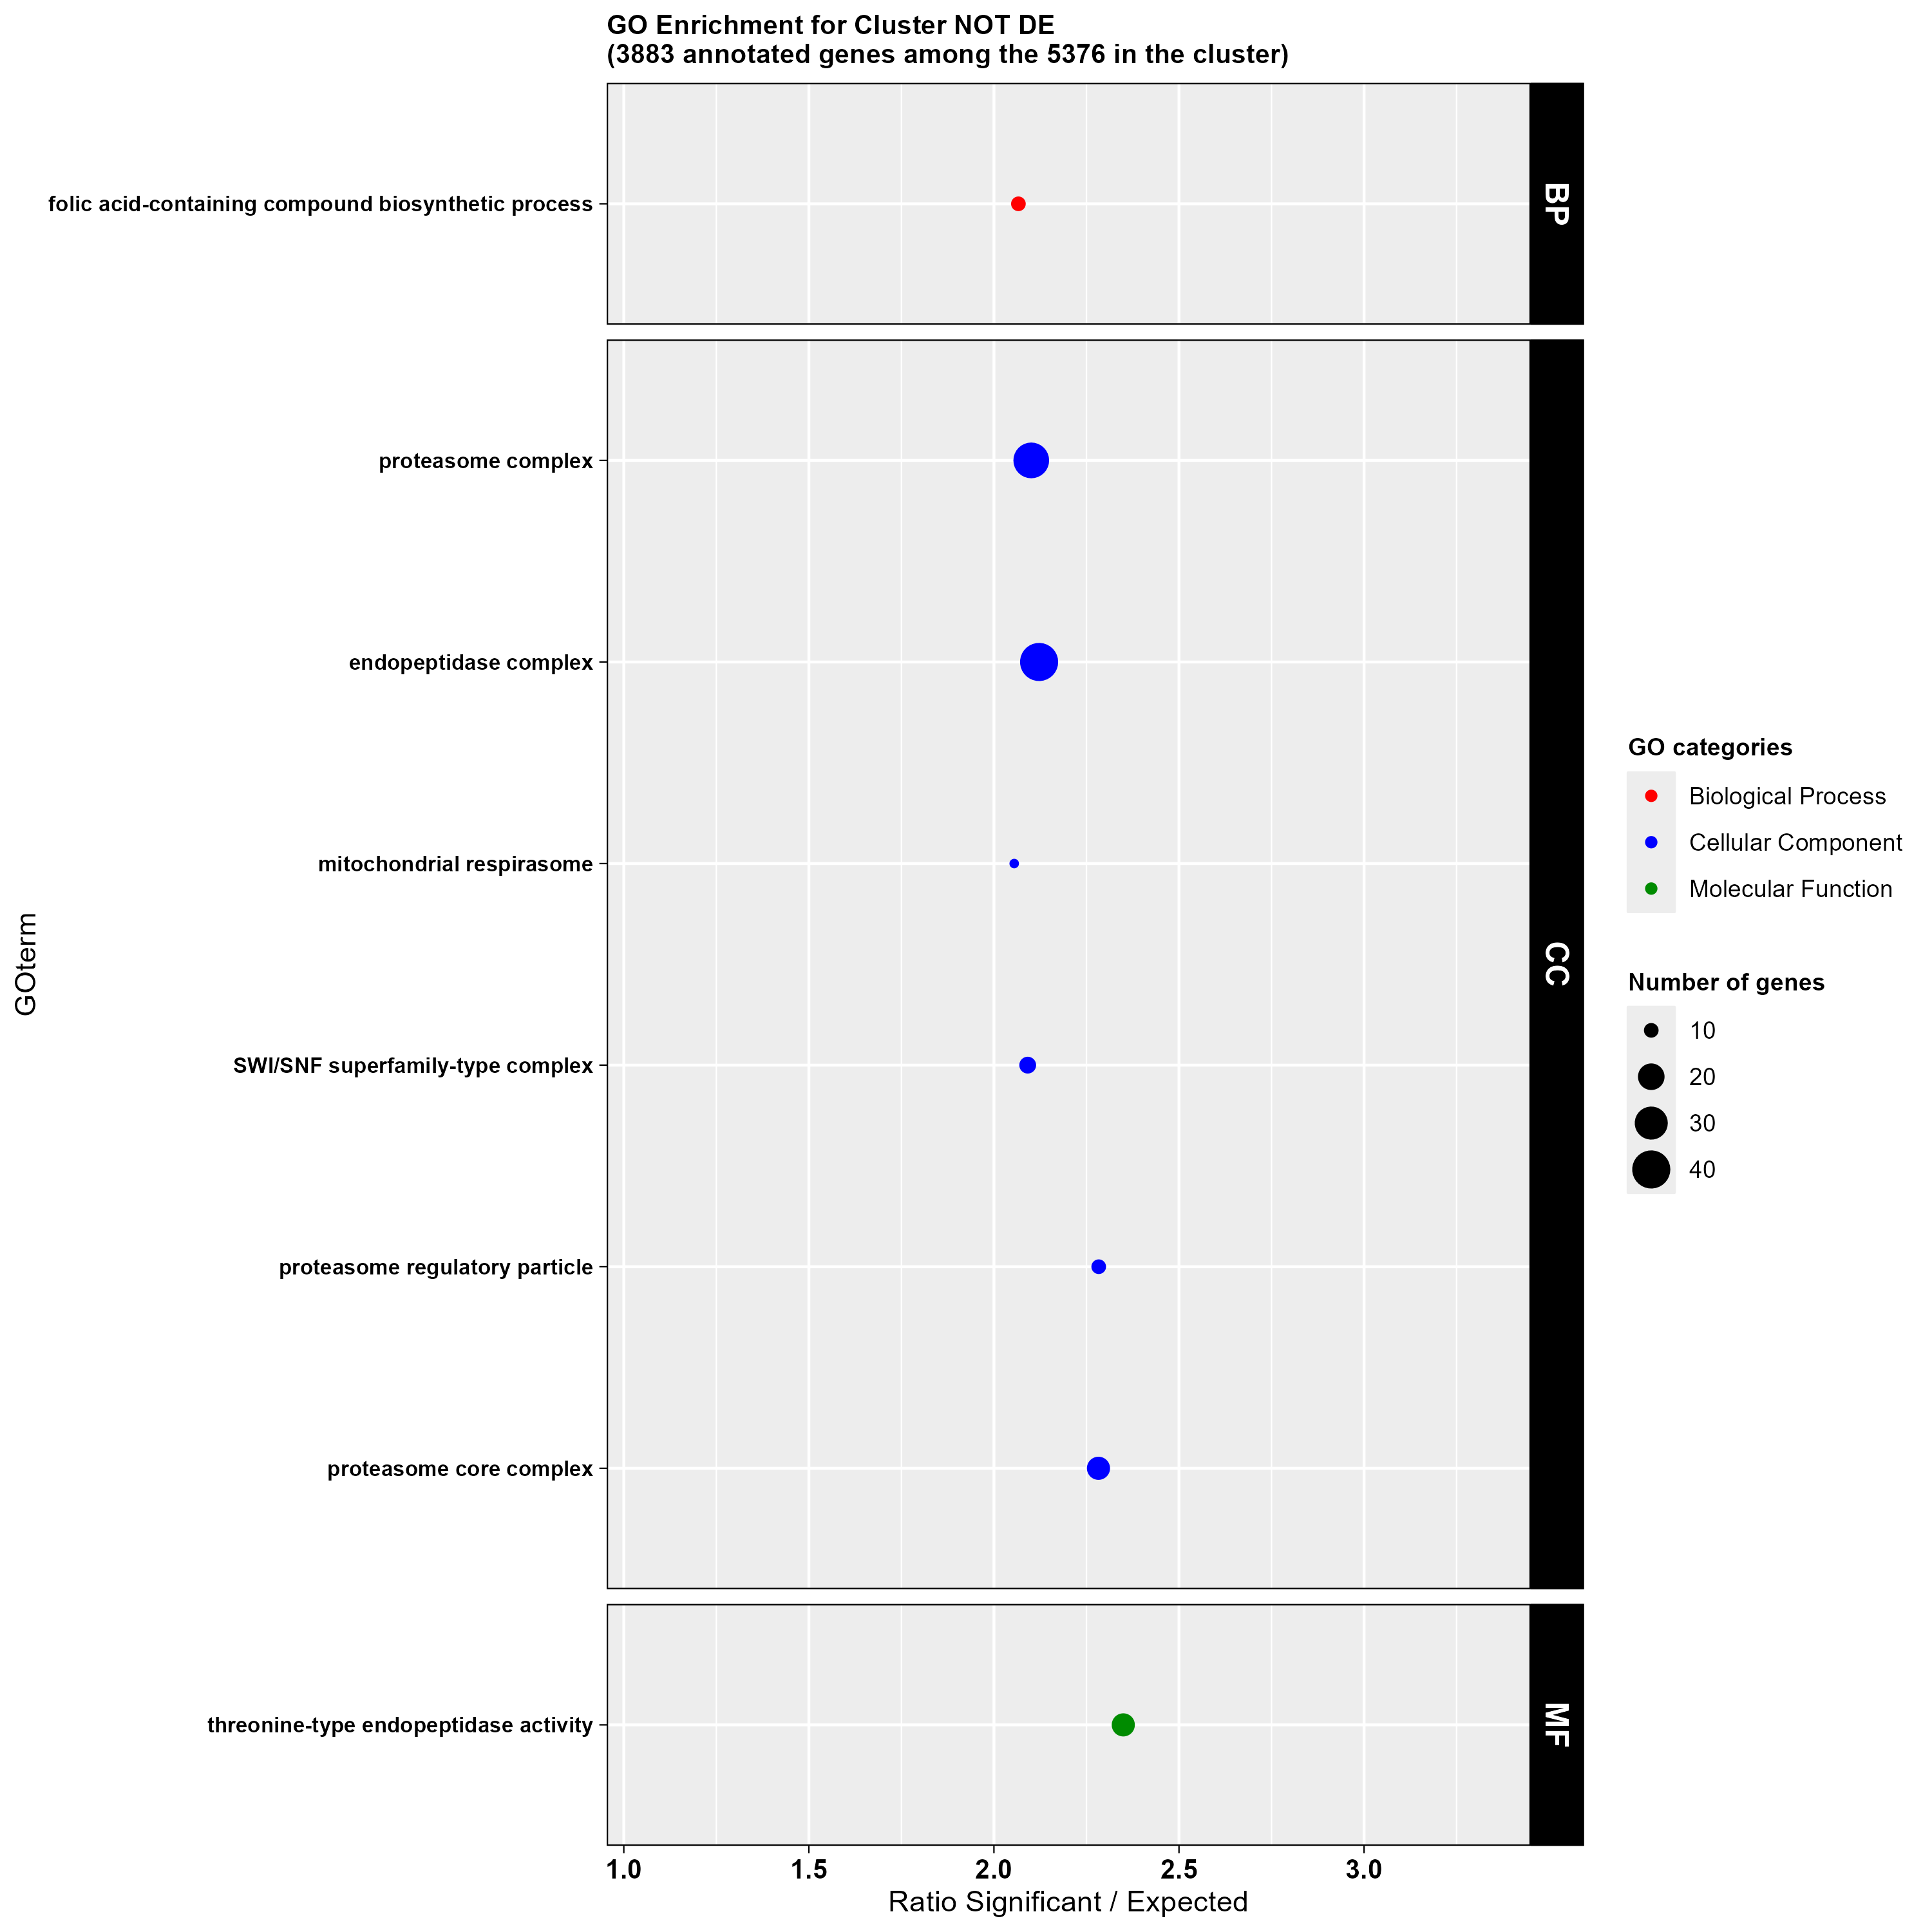 GO Enrichment for Cluster NOT DE
(3883 annotated genes among the 5376 in the cluster)
BP
folic acid-containing compound biosynthetic process
CC
proteasome complex
endopeptidase complex
mitochondrial respirasome
SWI/SNF superfamily-type complex
proteasome regulatory particle
proteasome core complex
MF
threonine-type endopeptidase activity
GOterm
1.0 1.5 2.0 2.5 3.0
Ratio Significant / Expected
GO categories
Biological Process
Cellular Component
Molecular Function
Number of genes
10
20
30
40